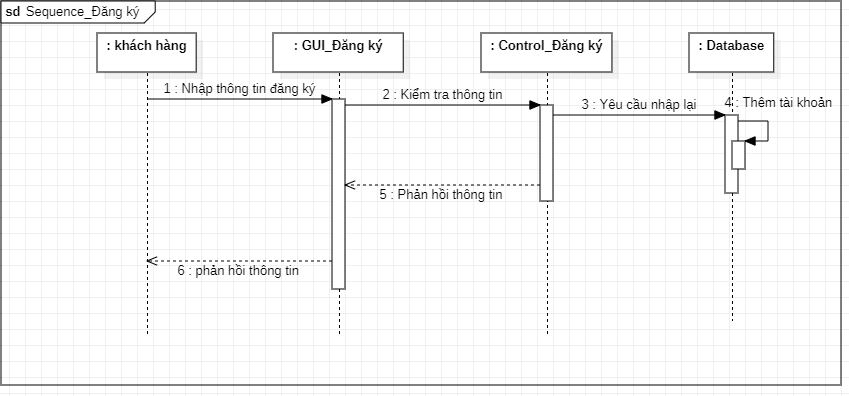 sd Sequence_Đăng ký
: khách hàng
: GUI_Đăng ký
: Control_Đăng ký
: Database
1 : Nhập thông tin đăng ký
2 : Kiểm tra thông tin
3 : Yêu cầu nhập lại
4 : Thêm tài khoản
5 : Phản hồi thông tin
6 : phản hồi thông tin